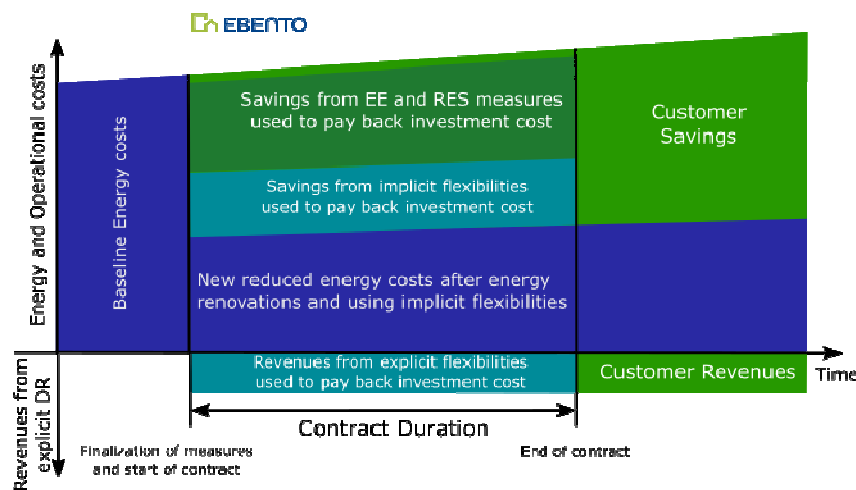 EBENTO
Energy and Operational costs
Baseline Energy costs
Savings from EE and RES measures
used to pay back investment cost
Customer
Savings
Savings from implicit flexibilities
used to pay back investment cost
New reduced energy costs after energy
renovations and using implicit flexibilities
Revenues from explicit flexibilities
used to pay back investment cost
Customer Revenues
Time
Revenues from
explicit DR
Contract Duration
Finalization of measures
and start of contract
End of contract